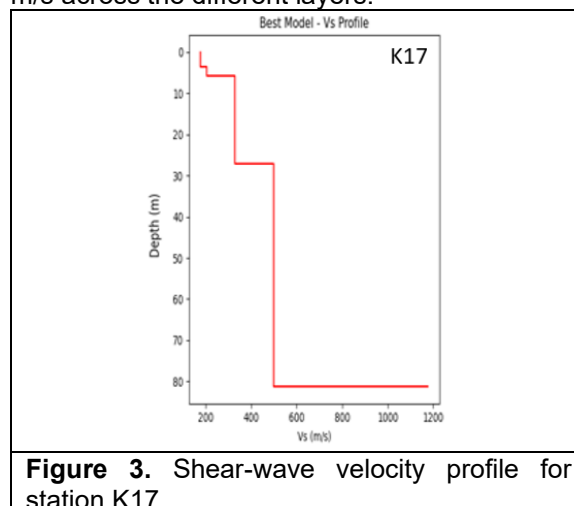 m/s across the different layers.
Best Model - Vs Profile
K17
0
10
20
30
40
50
60
70
80
Depth (m)
200 400 600 800 1000 1200
Vs (m/s)
Figure 3. Shear-wave velocity profile for
station K17